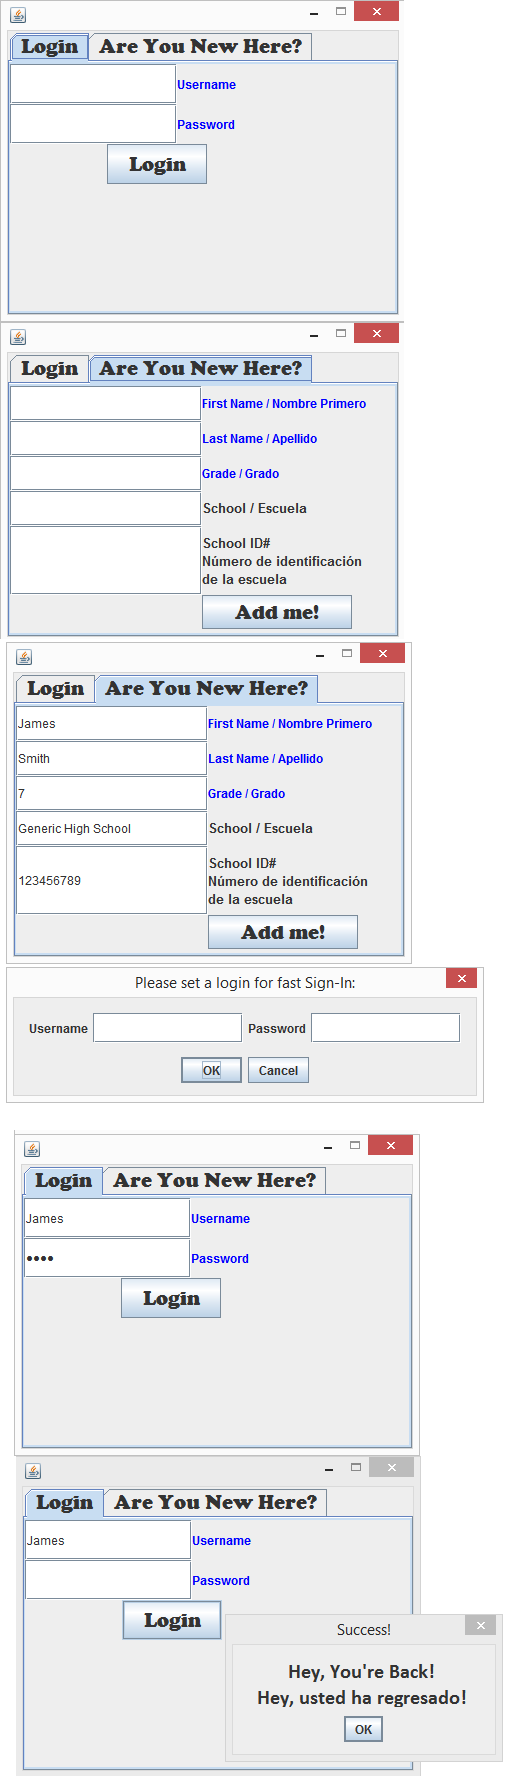 Login Are You New Here?
Username
Password
Login
Login Are You New Here?
First Name / Nombre Primero
Last Name / Apellido
Grade / Grado
School / Escuela
School ID#
Número de identificación
de la escuela
Add me!
Login Are You New Here?
James First Name / Nombre Primero
Smith Last Name / Apellido
7 Grade / Grado
Generic High School School / Escuela
School ID#
123456789 Número de identificación
de la escuela
Add me!
Please set a login for fast Sign-In:
Username Password
OK Cancel
Login Are You New Here?
James Username
•••• Password
Login
Login Are You New Here?
James Username
Password
Login
Success!
Hey, You're Back!
Hey, usted ha regresado!
OK